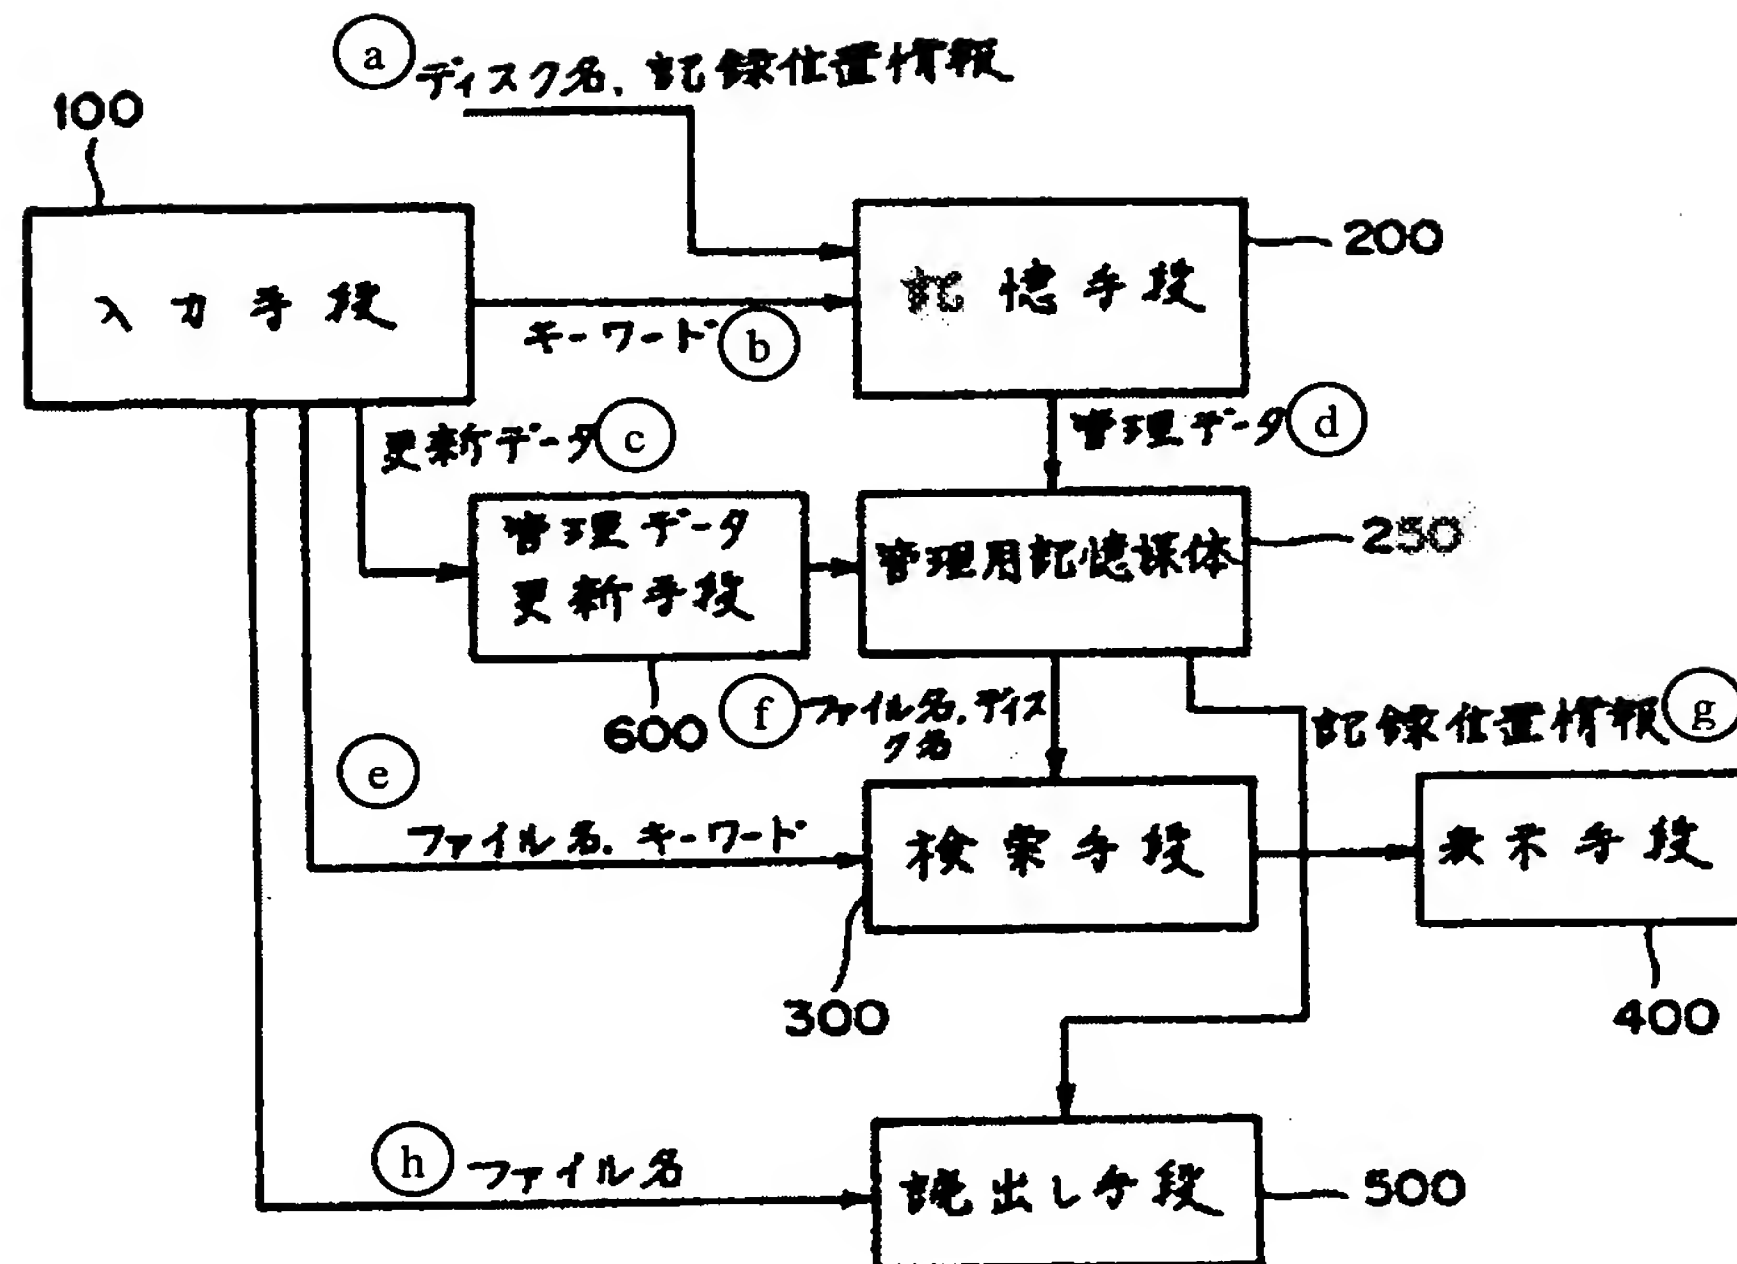 a
ディスク名, 記録位置情報
100
200
入力手段
記憶手段
キーワード b
更新データ c
管理データ d
管理データ
更新手段
管理用記憶媒体
250
600
f ファイル名, ディス
ク名
記録位置情報 g
e
ファイル名, キーワード
検索手段
表示手段
300
400
h ファイル名
読出し手段
500